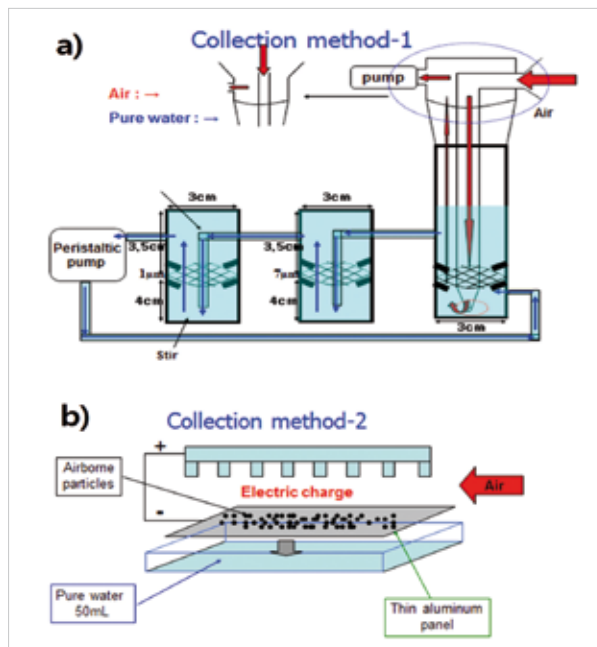 a)
Collection method-1
pump
Air : →
Pure water : →
Air
3cm
3cm
Peristaltic
pump
3,5cm
3,5cm
1µm
7µm
4cm
4cm
3cm
Stir
b)
Collection method-2
+
Airborne
particles
Electric charge
Air
-
Pure water
50mL
Thin aluminum
panel